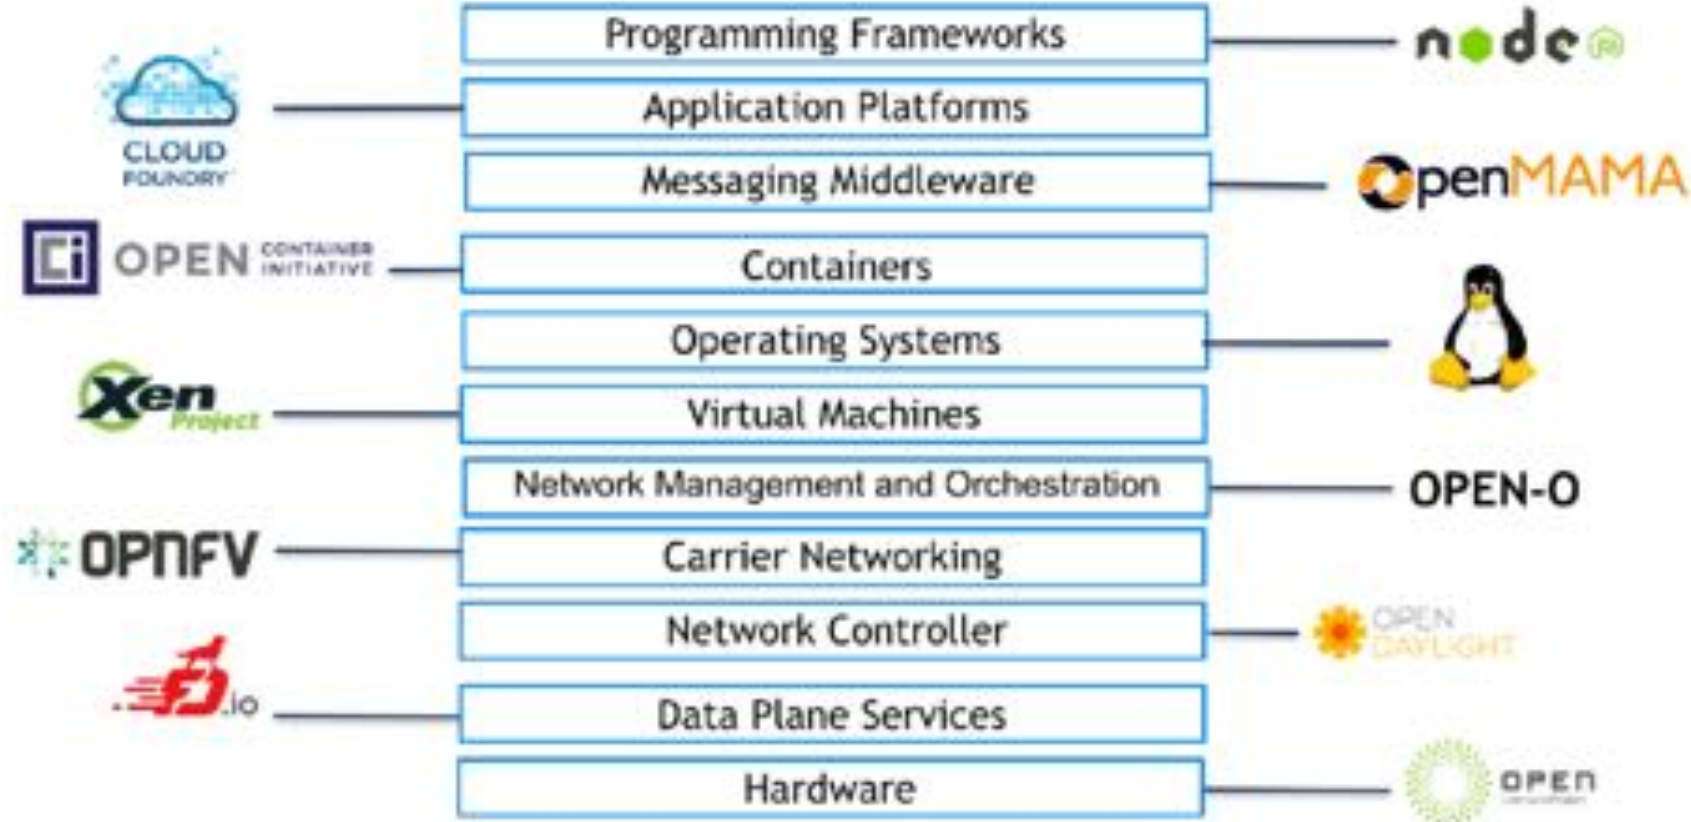 Programming Frameworks
node
CLOUD
FOUNDRY
Application Platforms
Messaging Middleware
OpenMAMA
Ci OPEN CONTAINER
INITIATIVE
Containers
Operating Systems
Xen
Project
Virtual Machines
Network Management and Orchestration
OPEN-O
OPNFV
Carrier Networking
Network Controller
OPEN
DAYLIGHT
FD.io
Data Plane Services
Hardware
OPEN